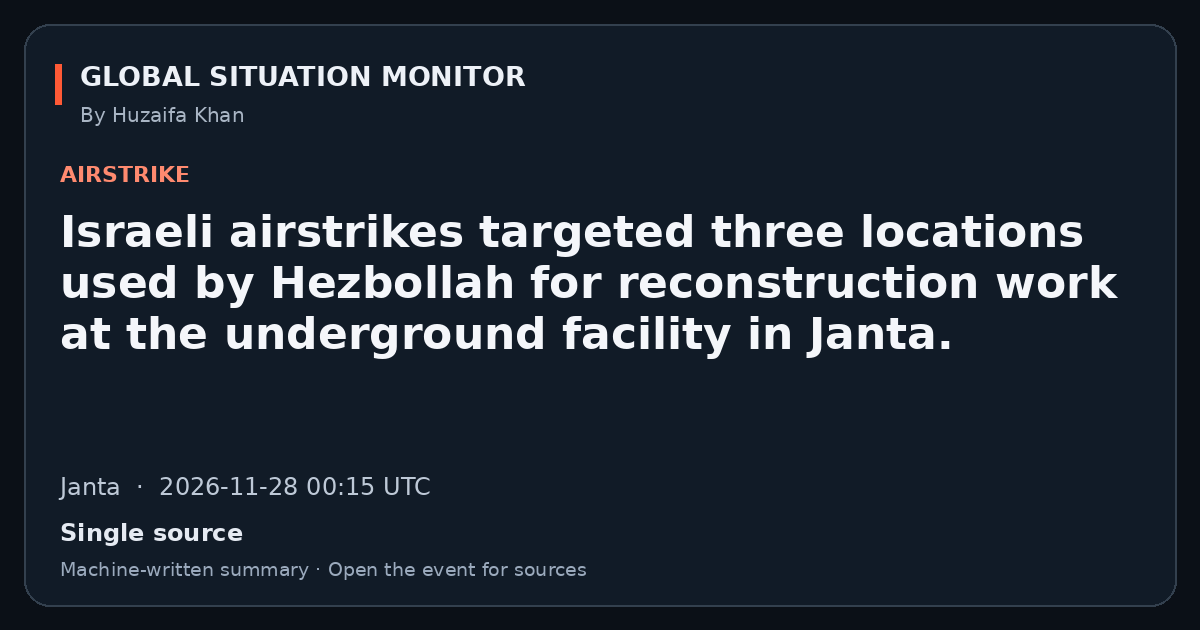 GLOBAL SITUATION MONITOR
By Huzaifa Khan
AIRSTRIKE
Israeli airstrikes targeted three locations
used by Hezbollah for reconstruction work
at the underground facility in Janta.
Janta · 2026-11-28 00:15 UTC
Single source
Machine-written summary · Open the event for sources